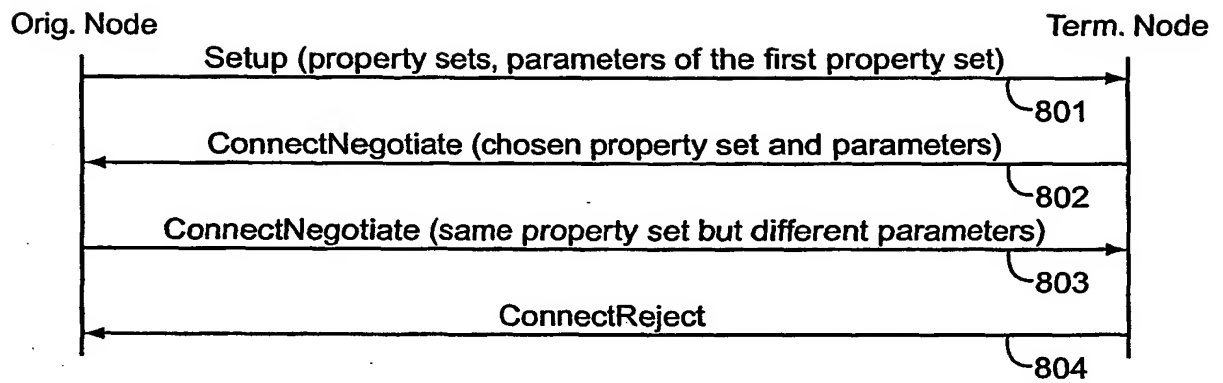 Orig. Node
Term. Node
Setup (property sets, parameters of the first property set)
801
ConnectNegotiate (chosen property set and parameters)
802
ConnectNegotiate (same property set but different parameters)
803
ConnectReject
804